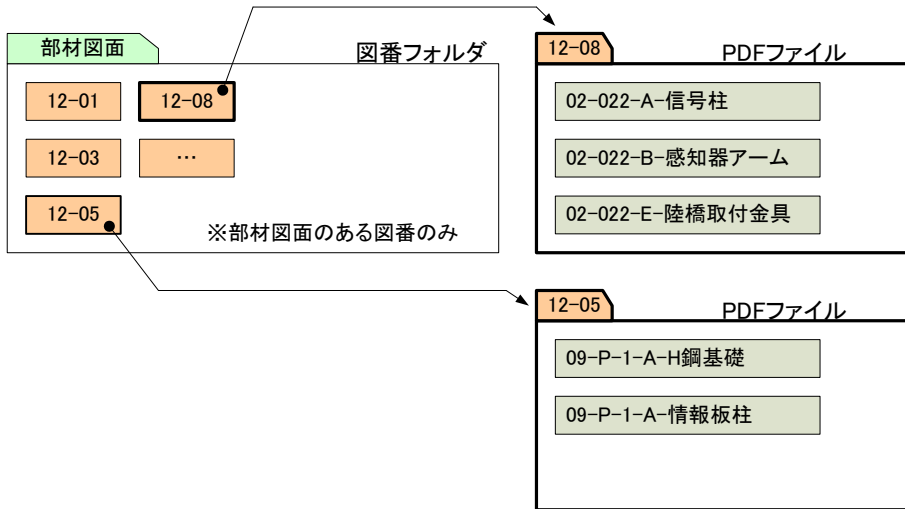 部材図面
図番フォルダ
12-01
12-08
12-03
…
12-05
※部材図面のある図番のみ
12-08
PDFファイル
02-022-A-信号柱
02-022-B-感知器アーム
02-022-E-陸橋取付金具
12-05
PDFファイル
09-P-1-A-H鋼基礎
09-P-1-A-情報板柱